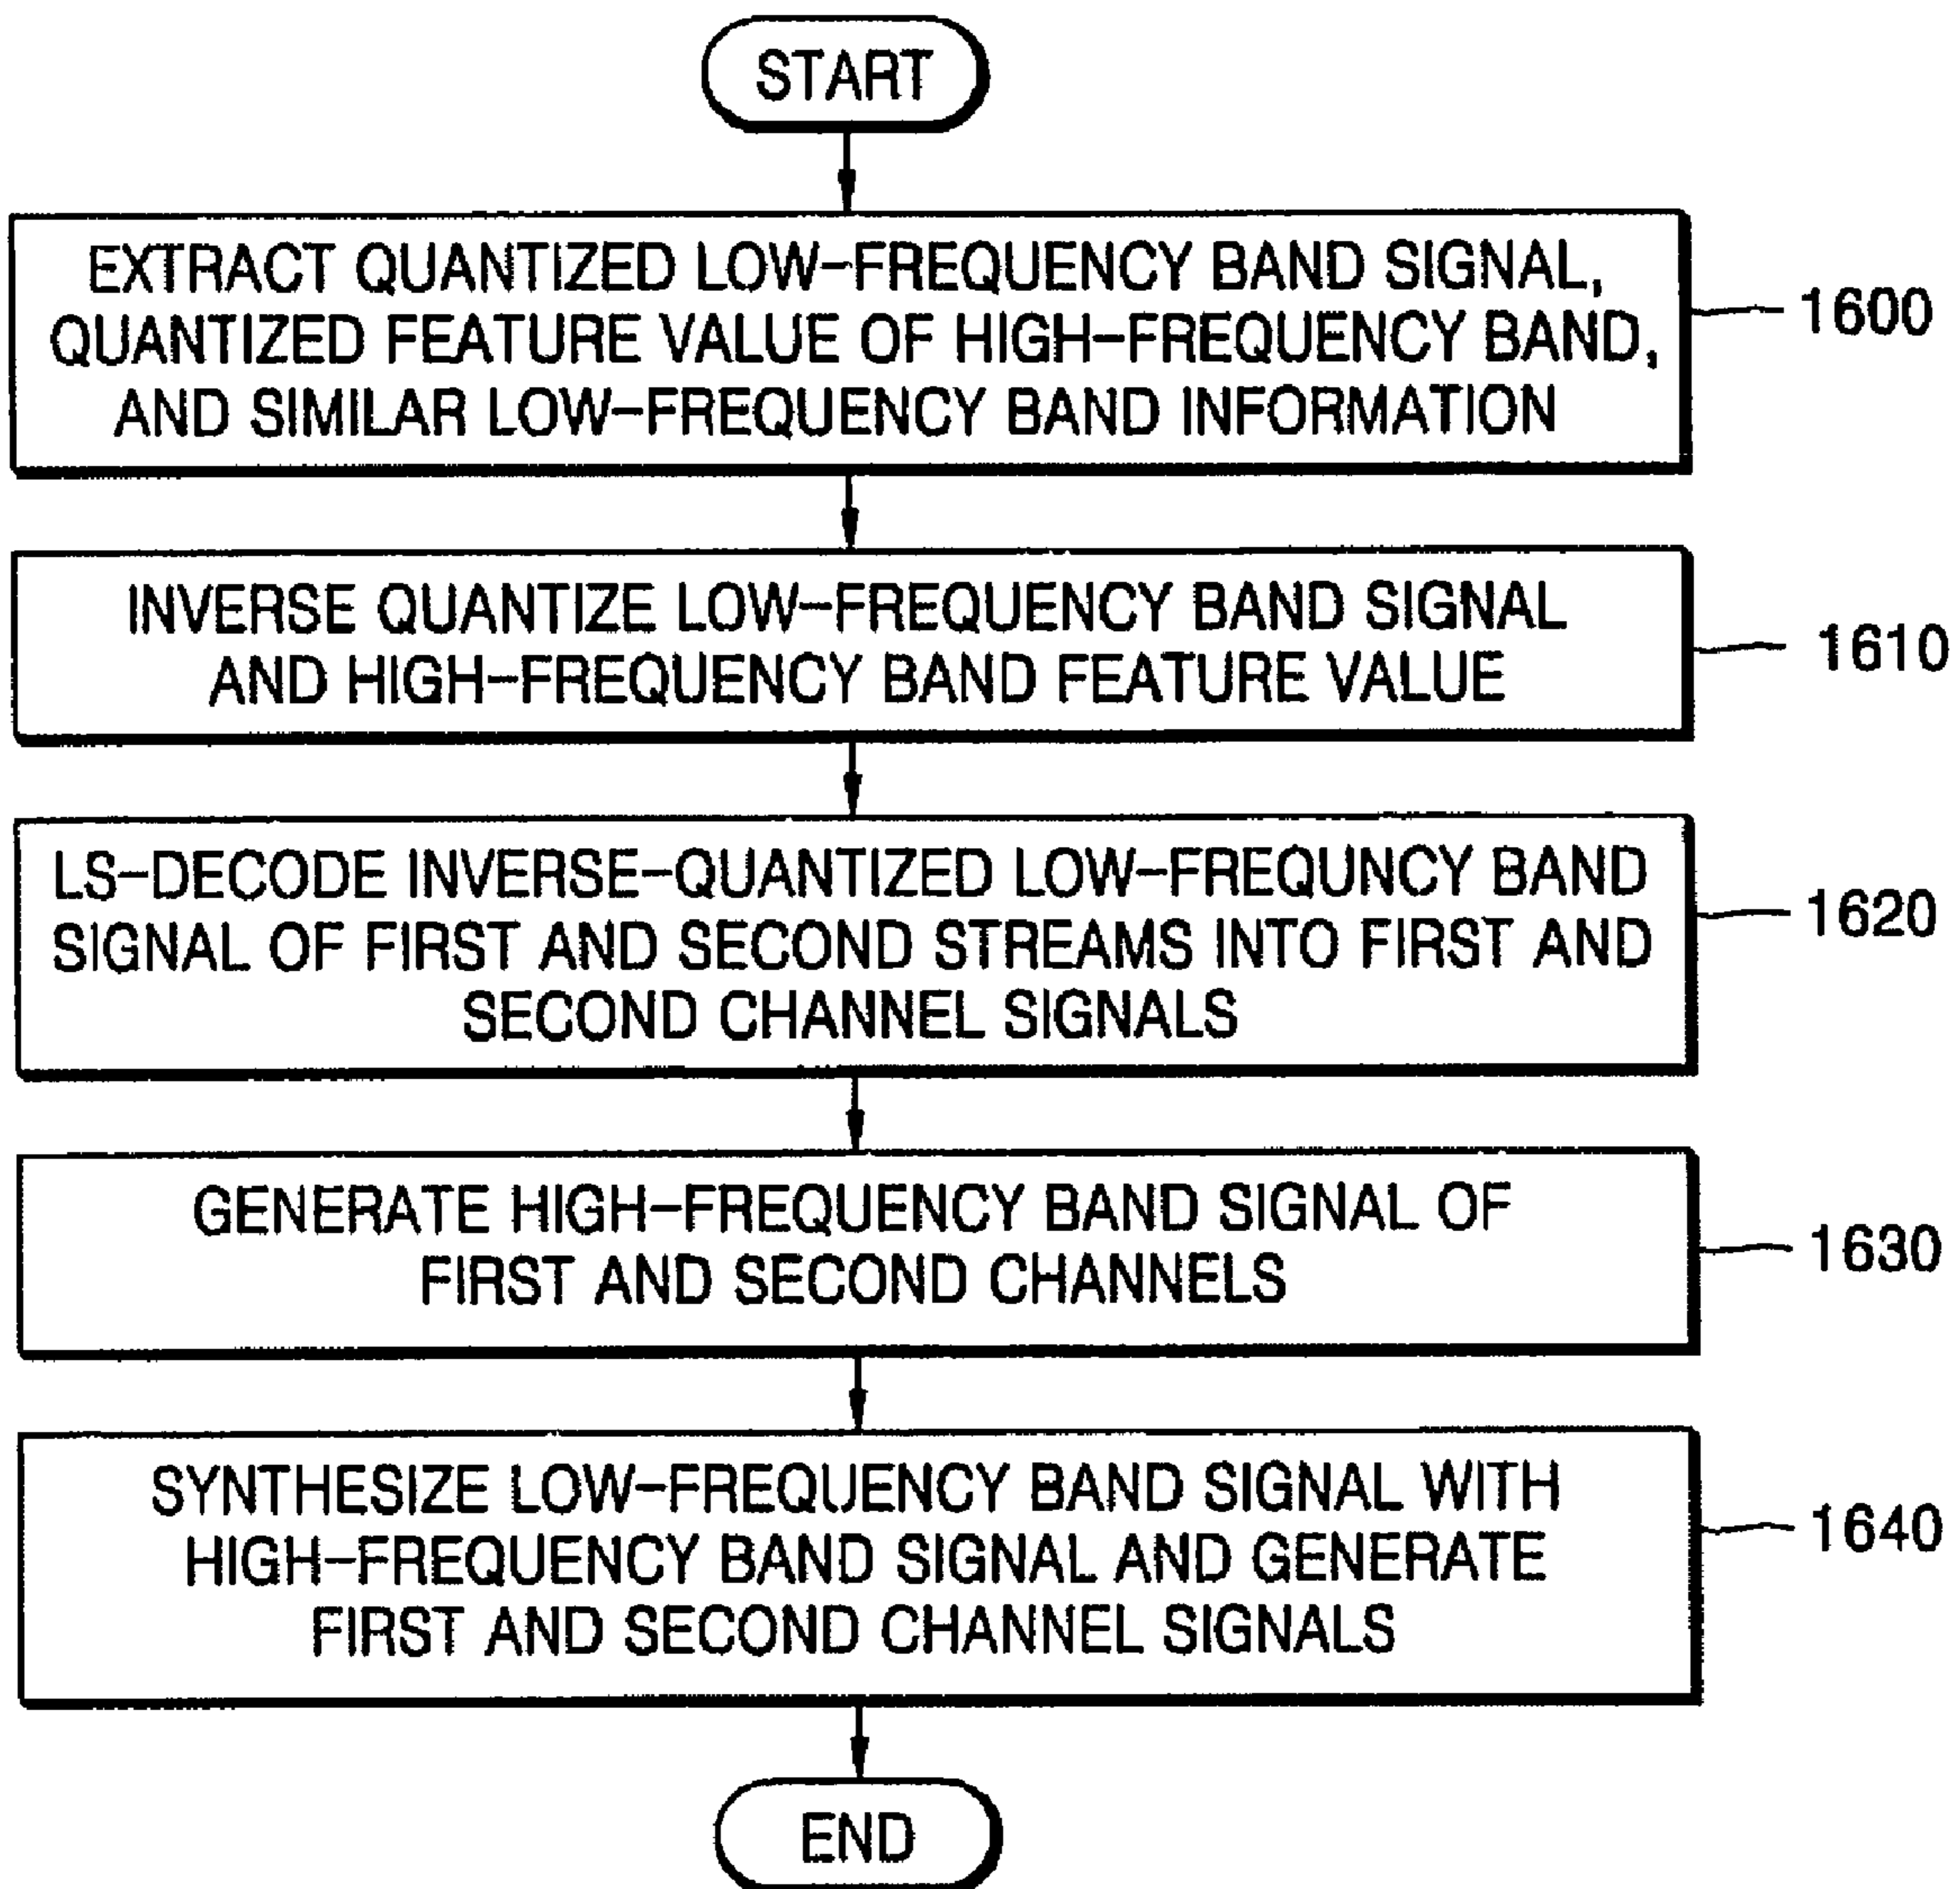 START
EXTRACT QUANTIZED LOW-FREQUENCY BAND SIGNAL,
QUANTIZED FEATURE VALUE OF HIGH-FREQUENCY BAND,
AND SIMILAR LOW-FREQUENCY BAND INFORMATION
1600
INVERSE QUANTIZE LOW-FREQUENCY BAND SIGNAL
AND HIGH-FREQUENCY BAND FEATURE VALUE
1610
LS-DECODE INVERSE-QUANTIZED LOW-FREQUNCY BAND
SIGNAL OF FIRST AND SECOND STREAMS INTO FIRST AND
SECOND CHANNEL SIGNALS
1620
GENERATE HIGH-FREQUENCY BAND SIGNAL OF
FIRST AND SECOND CHANNELS
1630
SYNTHESIZE LOW-FREQUENCY BAND SIGNAL WITH
HIGH-FREQUENCY BAND SIGNAL AND GENERATE
FIRST AND SECOND CHANNEL SIGNALS
1640
END